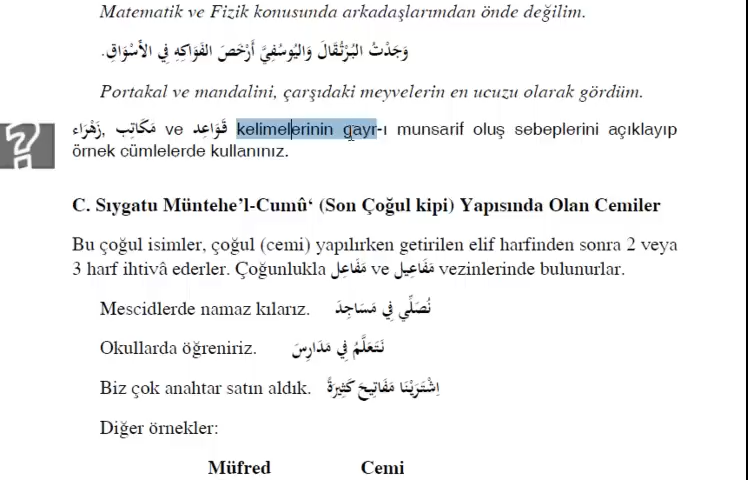 Matematik ve Fizik konusunda arkadaşlarımdan önde değilim.
وَجَدْتُ البُرْتُقَالَ وَاليُوسُفِيَّ أَرْخَصَ الفَوَاكِهِ فِي الأَسْوَاقِ.
Portakal ve mandalini, çarşıdaki meyvelerin en ucuzu olarak gördüm.
زَهْرَاء, مَكَاتِب ve قَوَاعِد kelimelerinin gayr-ı munsarif oluş sebeplerini açıklayıp
örnek cümlelerde kullanınız.
C. Sıygatu Müntehe’l-Cumû‘ (Son Çoğul kipi) Yapısında Olan Cemiler
Bu çoğul isimler, çoğul (cemi) yapılırken getirilen elif harfinden sonra 2 veya
3 harf ihtivâ ederler. Çoğunlukla مَفَاعِل ve مَفَاعِيل vezinlerinde bulunurlar.
Mescidlerde namaz kılarız. نُصَلِّي فِي مَسَاجِدَ
Okullarda öğreniriz. نَتَعَلَّمُ فِي مَدَارِسَ
Biz çok anahtar satın aldık. اِشْتَرَيْنَا مَفَاتِيحَ كَثِيرَةً
Diğer örnekler:
Müfred Cemi